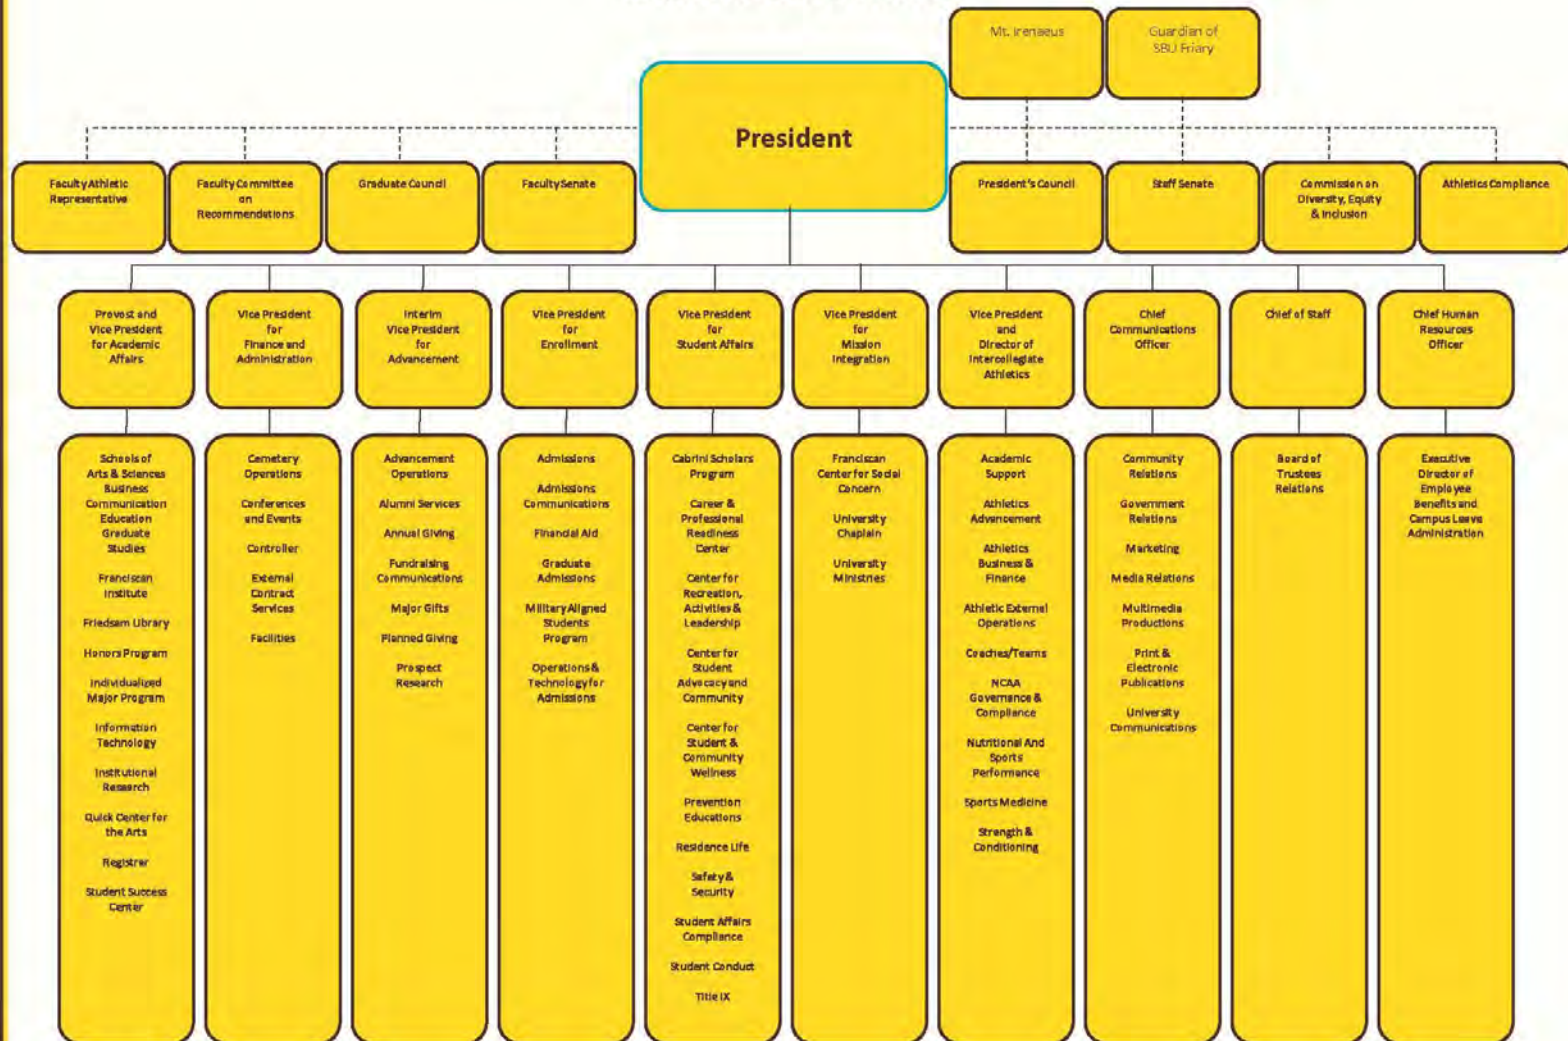 Mt. Irenaeus
Guardian of
SBU Friary
President
Faculty Athletic
Representative
Faculty Committee
on
Recommendations
Graduate Council
Faculty Senate
President's Council
Staff Senate
Commission on
Diversity, Equity
& Inclusion
Athletics Compliance
Provost and
Vice President
for Academic
Affairs
Vice President
for
Finance and
Administration
Interim
Vice President
for
Advancement
Vice President
for
Enrollment
Vice President
for
Student Affairs
Vice President
for
Mission
Integration
Vice President
and
Director of
Intercollegiate
Athletics
Chief
Communications
Officer
Chief of Staff
Chief Human
Resources
Officer
Schools of
Arts & Sciences
Business
Communication
Education
Graduate
Studies
Franciscan
Institute
Friedsam Library
Honors Program
Individualized
Major Program
Information
Technology
Institutional
Research
Quick Center for
the Arts
Registrar
Student Success
Center
Cemetery
Operations
Conferences
and Events
Controller
External
Contract
Services
Facilities
Advancement
Operations
Alumni Services
Annual Giving
Fundraising
Communications
Major Gifts
Planned Giving
Prospect
Research
Admissions
Admissions
Communications
Financial Aid
Graduate
Admissions
Military Aligned
Students
Program
Operations &
Technology for
Admissions
Cabrini Scholars
Program
Career &
Professional
Readiness
Center
Center for
Recreation,
Activities &
Leadership
Center for
Student
Advocacy and
Community
Center for
Student &
Community
Wellness
Prevention
Educations
Residence Life
Safety &
Security
Student Affairs
Compliance
Student Conduct
Title IX
Franciscan
Center for Social
Concern
University
Chaplain
University
Ministries
Academic
Support
Athletics
Advancement
Athletics
Business &
Finance
Athletic External
Operations
Coaches/Teams
NCAA
Governance &
Compliance
Nutritional And
Sports
Performance
Sports Medicine
Strength &
Conditioning
Community
Relations
Government
Relations
Marketing
Media Relations
Multimedia
Productions
Print &
Electronic
Publications
University
Communications
Board of
Trustees
Relations
Executive
Director of
Employee
Benefits and
Campus Leave
Administration